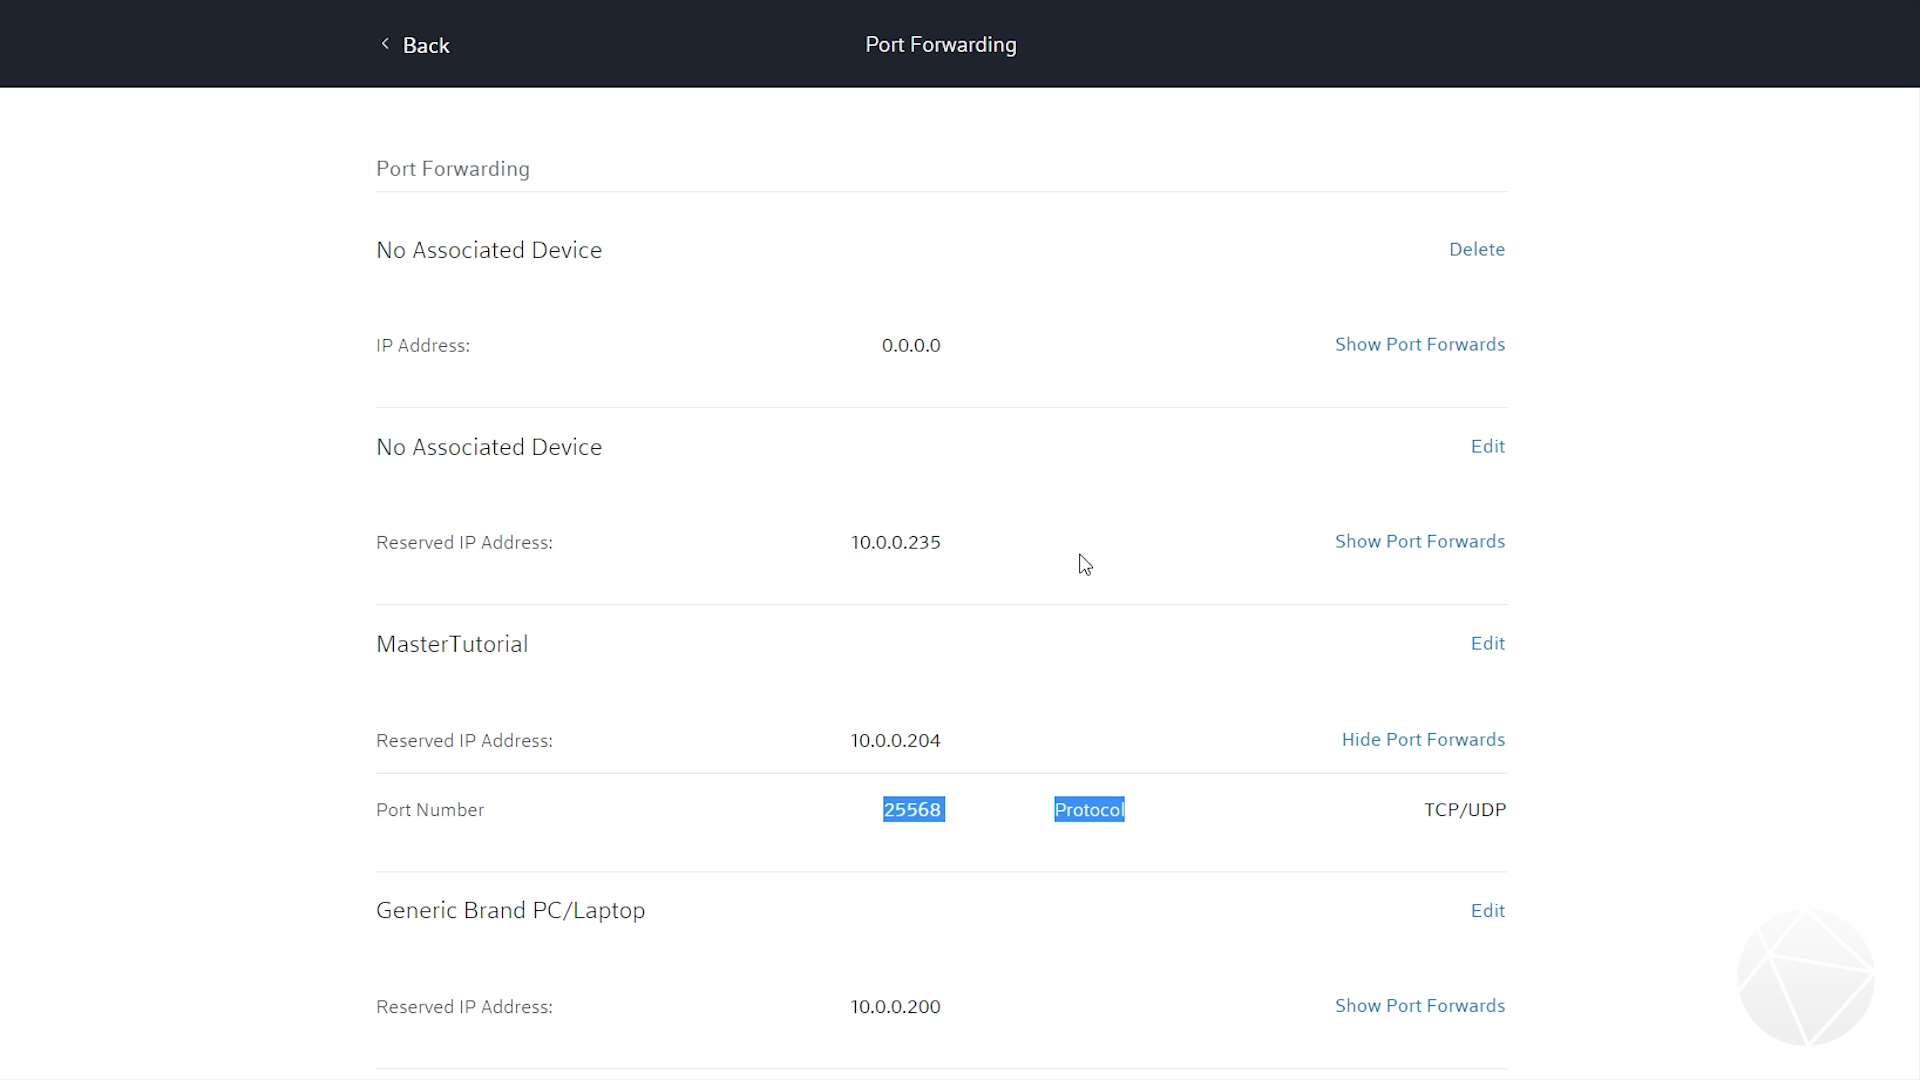 Back
Port Forwarding
Port Forwarding
No Associated Device Delete
IP Address: 0.0.0.0 Show Port Forwards
No Associated Device Edit
Reserved IP Address: 10.0.0.235 Show Port Forwards
MasterTutorial Edit
Reserved IP Address: 10.0.0.204 Hide Port Forwards
Port Number 25568 Protocol TCP/UDP
Generic Brand PC/Laptop Edit
Reserved IP Address: 10.0.0.200 Show Port Forwards